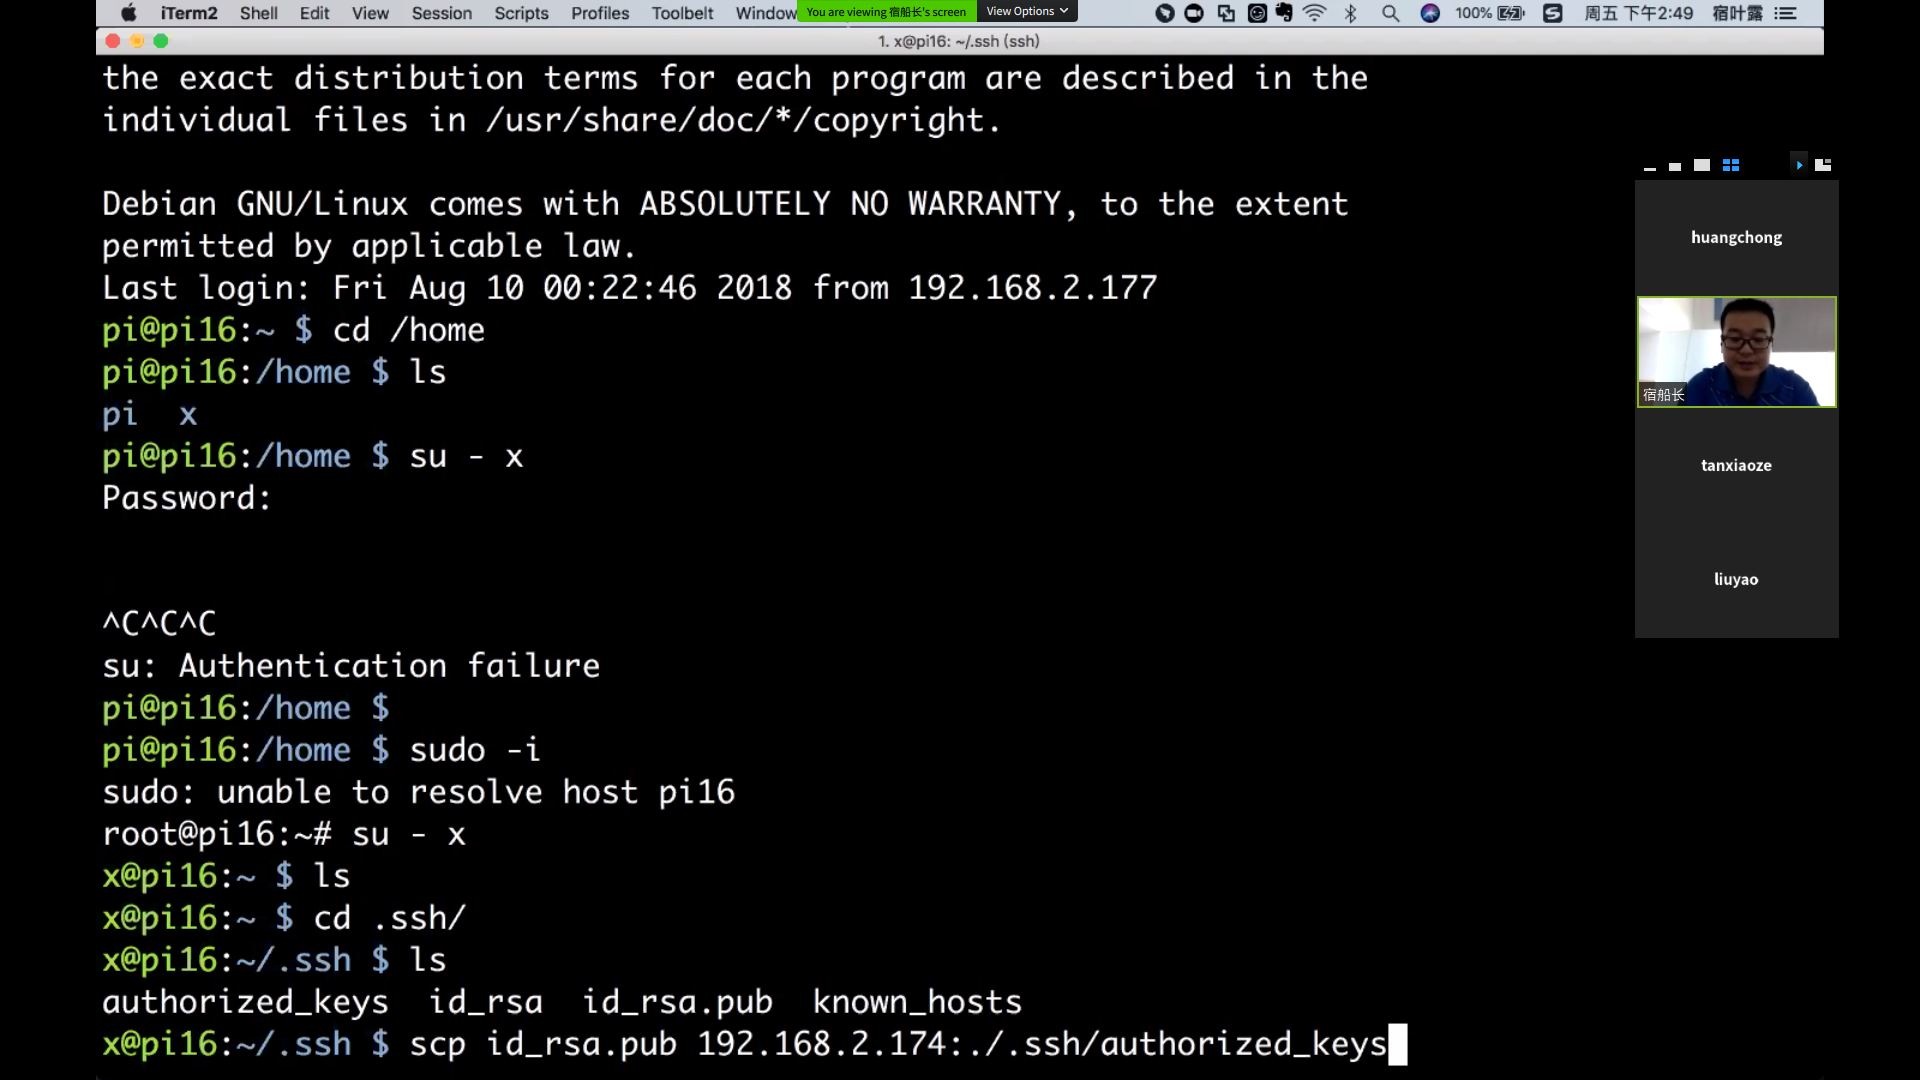 iTerm2 Shell Edit View Session Scripts Profiles Toolbelt Window
You are viewing 宿船长's screen View Options
100% 周五 下午2:49 宿叶露
1. x@pi16: ~/.ssh (ssh)
the exact distribution terms for each program are described in the
individual files in /usr/share/doc/*/copyright.
Debian GNU/Linux comes with ABSOLUTELY NO WARRANTY, to the extent
permitted by applicable law.
Last login: Fri Aug 10 00:22:46 2018 from 192.168.2.177
pi@pi16:~ $ cd /home
pi@pi16:/home $ ls
pi x
pi@pi16:/home $ su - x
Password:
^C^C^C
su: Authentication failure
pi@pi16:/home $
pi@pi16:/home $ sudo -i
sudo: unable to resolve host pi16
root@pi16:~# su - x
x@pi16:~ $ ls
x@pi16:~ $ cd .ssh/
x@pi16:~/.ssh $ ls
authorized_keys id_rsa id_rsa.pub known_hosts
x@pi16:~/.ssh $ scp id_rsa.pub 192.168.2.174:./.ssh/authorized_keys
huangchong
宿船长
tanxiaoze
liuyao